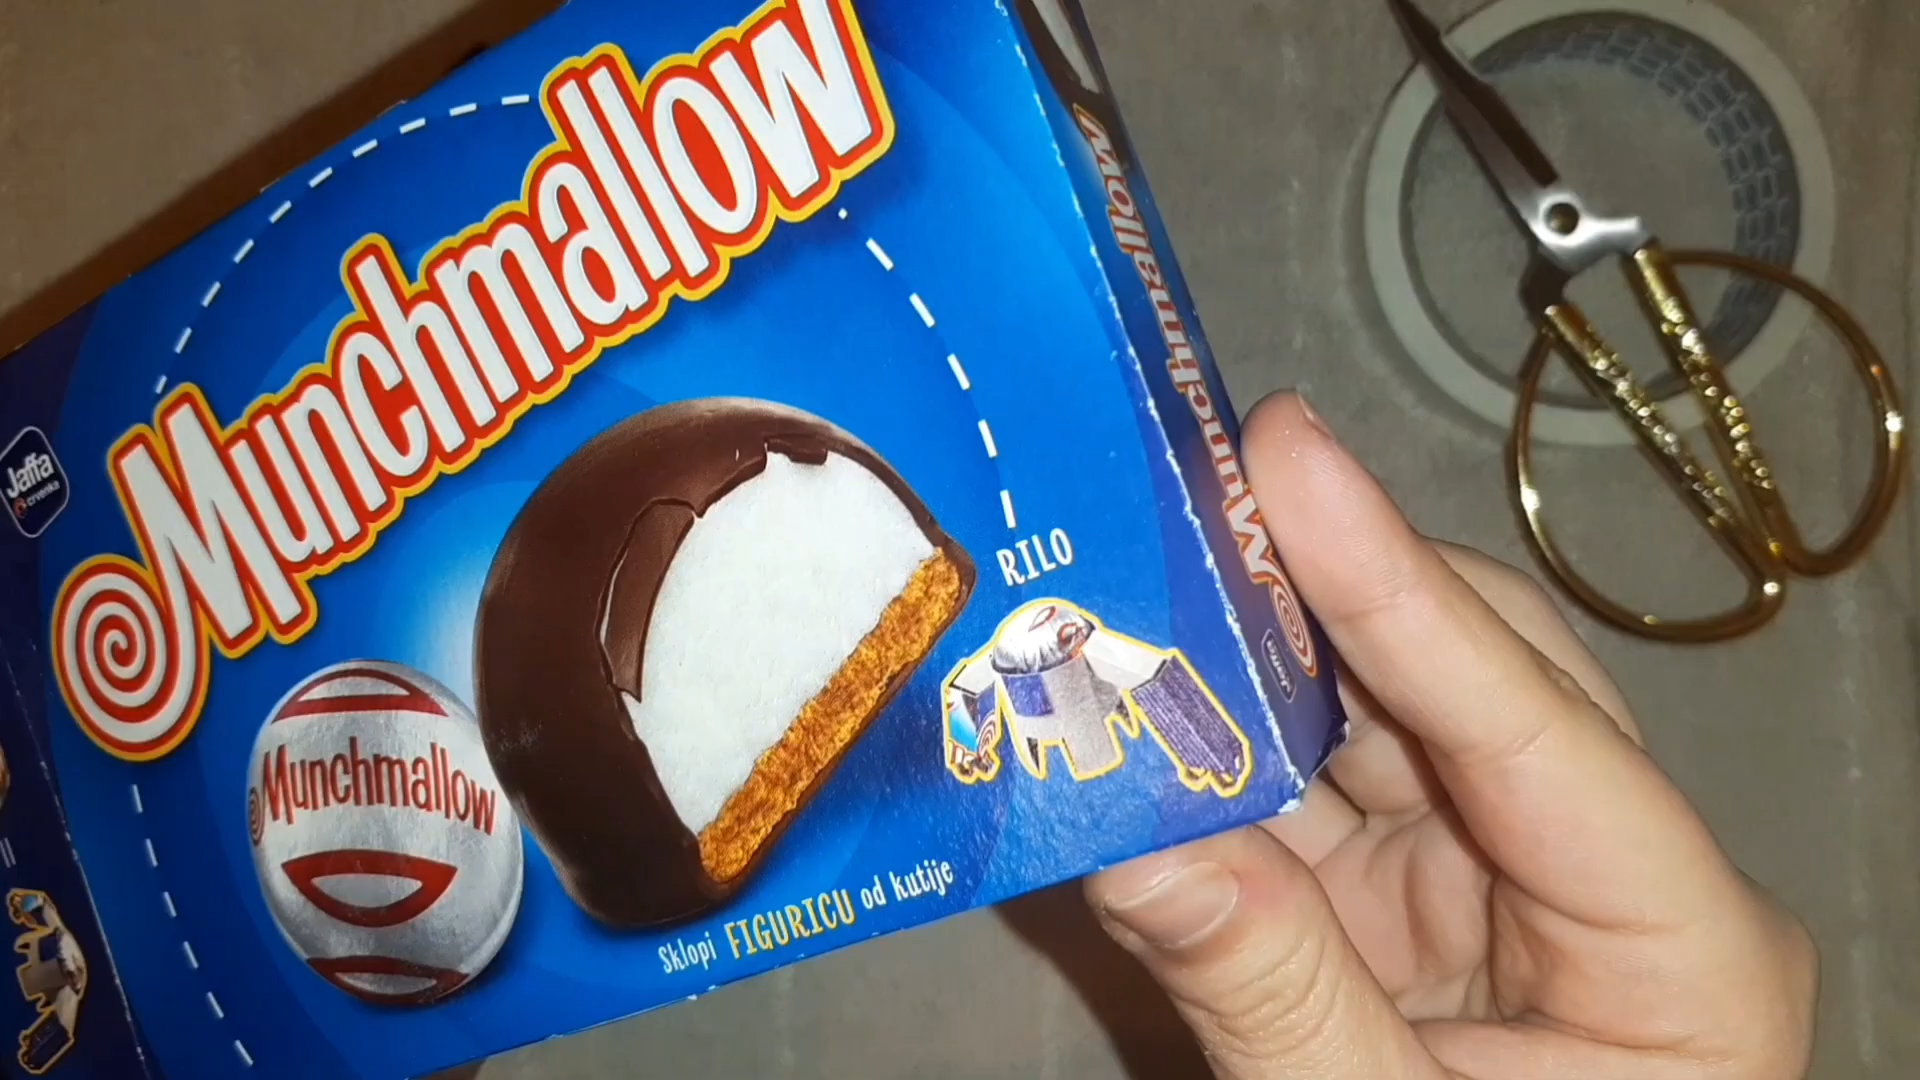 Munchmallow
Jaffa
crvenka
RILO
Munchmallow
Sklopi FIGURICU od kutije
Munchmallow
Jaffa